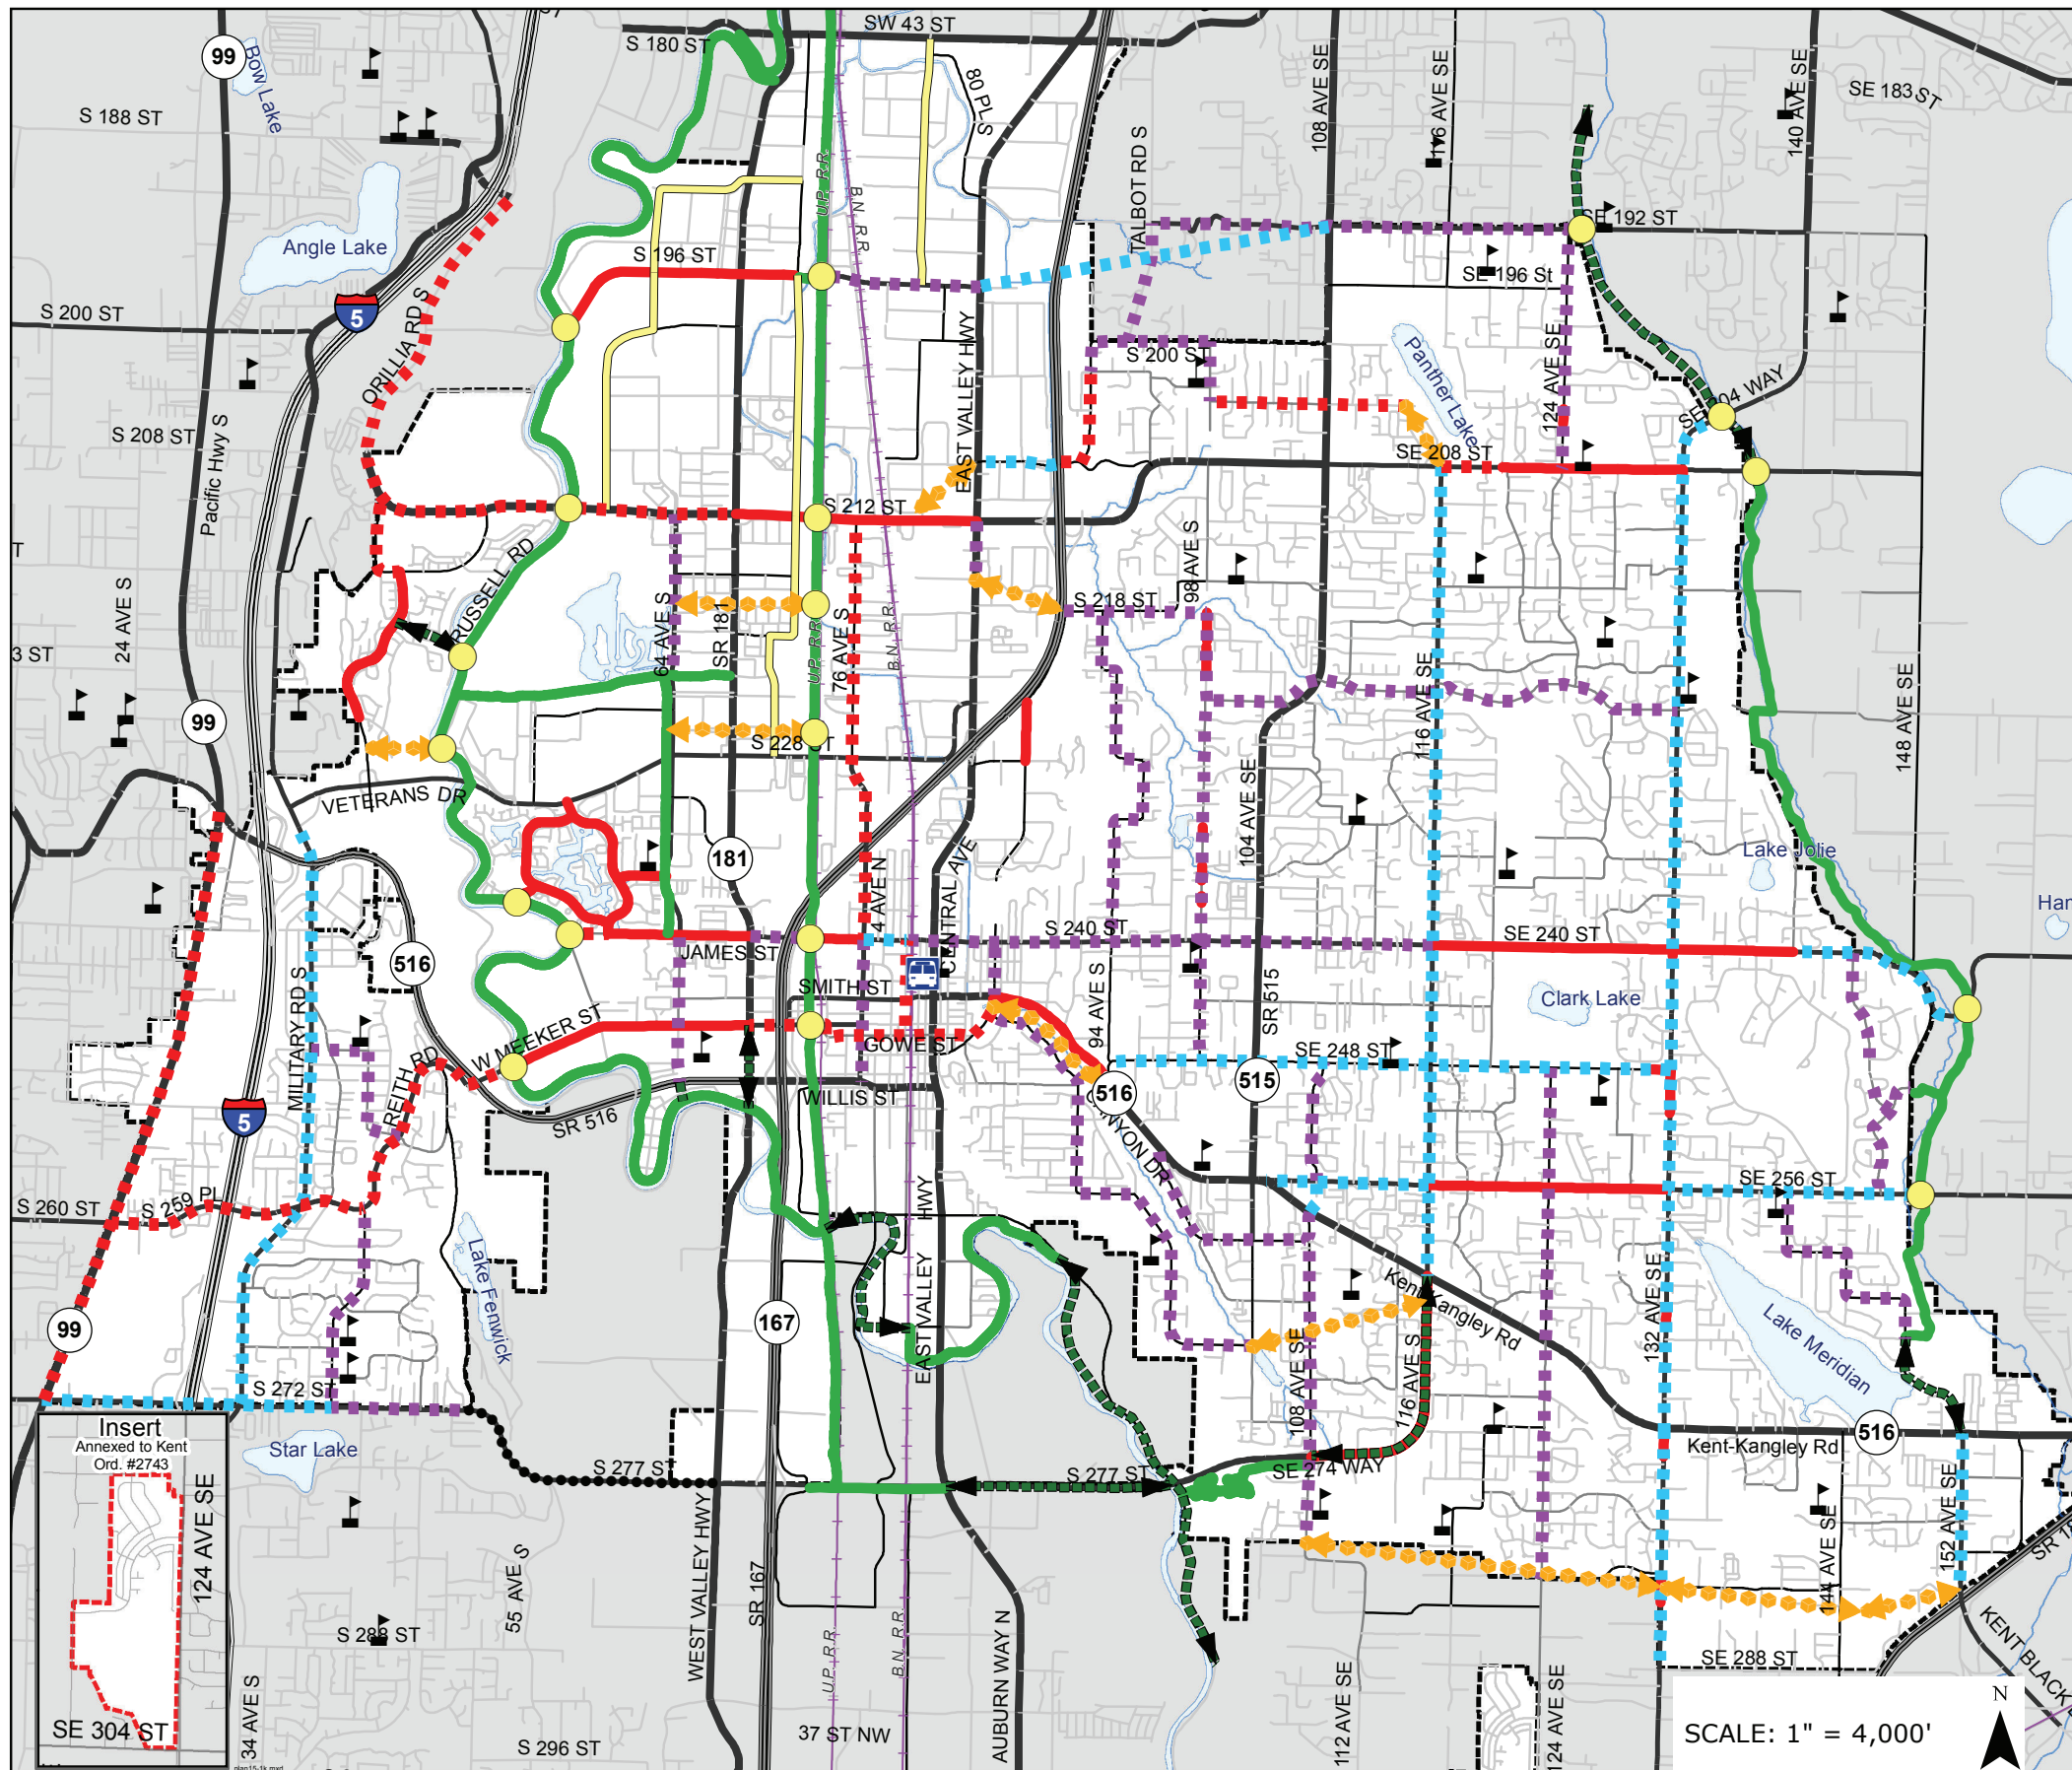 SW 43 ST
S 180 ST
99
Bow Lake
80 PL S
108 AVE SE
116 AVE SE
140 AVE SE
SE 183 ST
S 188 ST
TALBOT RD S
U.P. R.R.
B.N. R.R.
SE 192 ST
Angle Lake
S 196 ST
SE 196 St
5
S 200 ST
ORILLIA RD S
EAST VALLEY HWY
S 200 ST
Panther Lake
124 AVE SE
SE 204 WAY
S 208 ST
Pacific Hwy S
SE 208 ST
S 212 ST
RUSSELL RD
98 AVE S
24 AVE S
64 AVE S
SR 181
S 218 ST
76 AVE S
U.P. R.R.
B.N. R.R.
3 ST
99
116 AVE SE
148 AVE SE
S 228 ST
VETERANS DR
104 AVE SE
181
4 AVE N
CENTRAL AVE
Lake Jolie
Har
S 240 ST
SE 240 ST
JAMES ST
516
MILITARY RD S
SMITH ST
94 AVE S
SR 515
Clark Lake
W MEEKER ST
GOWE ST
SE 248 ST
REITH RD
516
515
5
SR 516
WILLIS ST
CANYON DR
SE 256 ST
S 260 ST
S 259 PL
Lake Fenwick
EAST VALLEY HWY
132 AVE SE
Kent-Kangley Rd
Lake Meridian
99
167
108 AVE SE
116 AVE S
S 272 ST
516
Kent-Kangley Rd
Insert
Annexed to Kent
Ord. #2743
Star Lake
S 277 ST
S 277 ST
SE 274 WAY
124 AVE SE
WEST VALLEY HWY
SR 167
144 AVE SE
152 AVE SE
55 AVE S
S 288 ST
U.P. R.R.
B.N. R.R.
AUBURN WAY N
KENT BLACK
SE 288 ST
34 AVE S
112 AVE SE
124 AVE SE
SE 304 ST
37 ST NW
S 296 ST
SCALE: 1" = 4,000'
N
plan15-1k.mxd